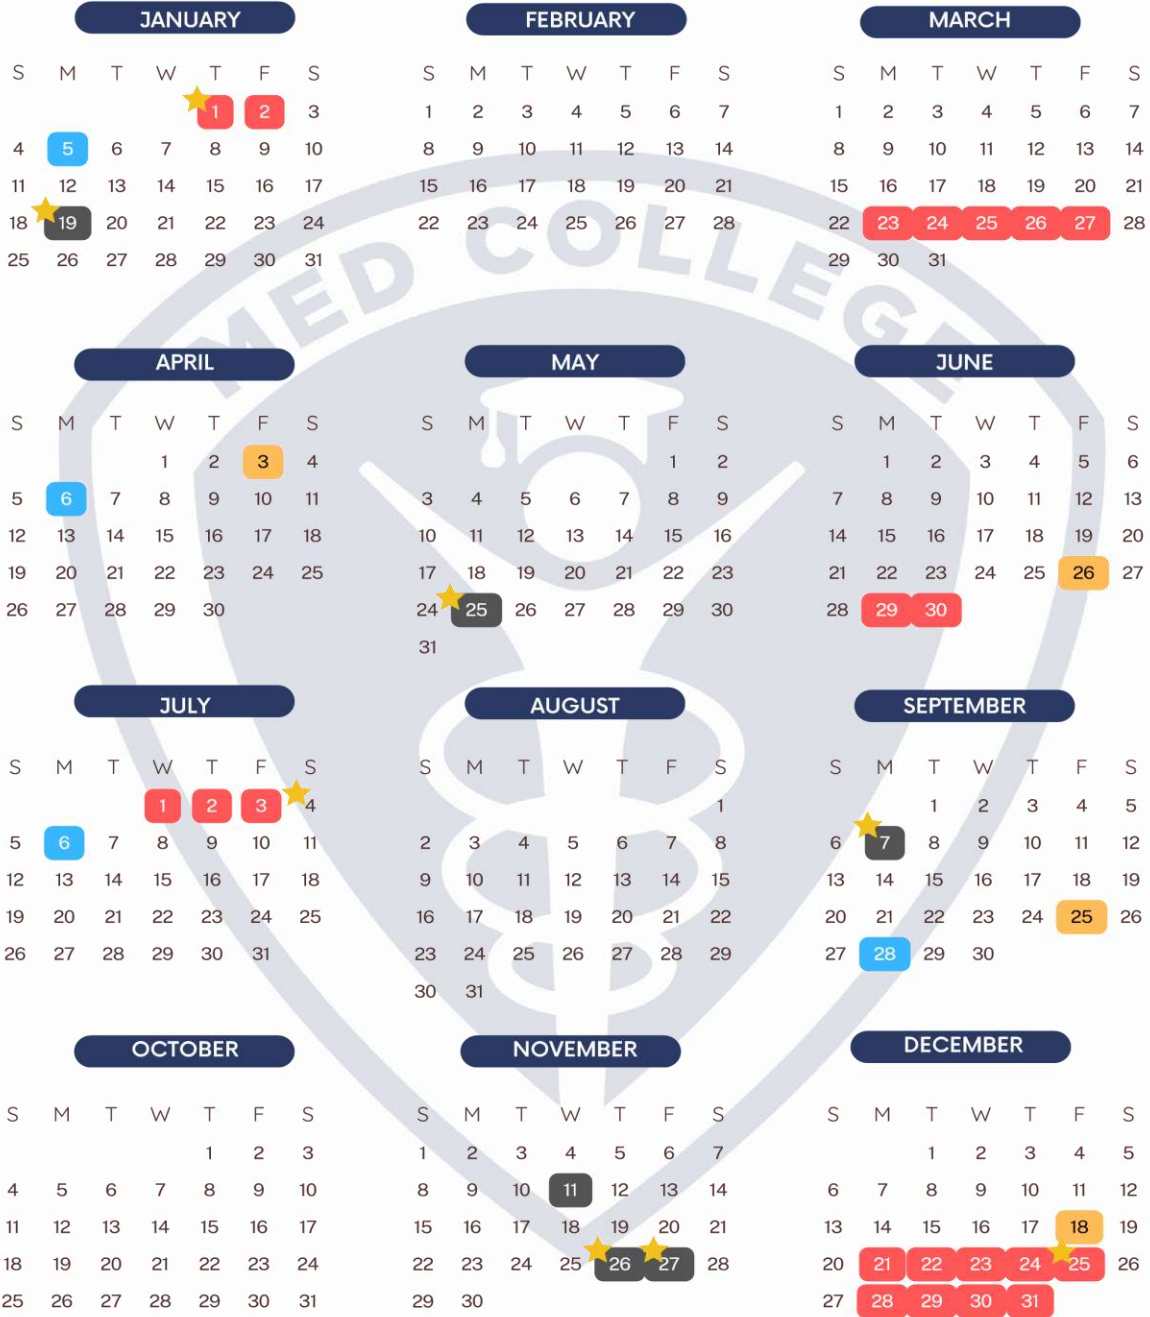 JANUARY
S M T W T F S
1 2 3
4 5 6 7 8 9 10
11 12 13 14 15 16 17
18 19 20 21 22 23 24
25 26 27 28 29 30 31
FEBRUARY
S M T W T F S
1 2 3 4 5 6 7
8 9 10 11 12 13 14
15 16 17 18 19 20 21
22 23 24 25 26 27 28
MARCH
S M T W T F S
1 2 3 4 5 6 7
8 9 10 11 12 13 14
15 16 17 18 19 20 21
22 23 24 25 26 27 28
29 30 31
MED COLLEGE
APRIL
S M T W T F S
1 2 3 4
5 6 7 8 9 10 11
12 13 14 15 16 17 18
19 20 21 22 23 24 25
26 27 28 29 30
MAY
S M T W T F S
1 2
3 4 5 6 7 8 9
10 11 12 13 14 15 16
17 18 19 20 21 22 23
24 25 26 27 28 29 30
31
JUNE
S M T W T F S
1 2 3 4 5 6
7 8 9 10 11 12 13
14 15 16 17 18 19 20
21 22 23 24 25 26 27
28 29 30
JULY
S M T W T F S
1 2 3 4
5 6 7 8 9 10 11
12 13 14 15 16 17 18
19 20 21 22 23 24 25
26 27 28 29 30 31
AUGUST
S M T W T F S
1
2 3 4 5 6 7 8
9 10 11 12 13 14 15
16 17 18 19 20 21 22
23 24 25 26 27 28 29
30 31
SEPTEMBER
S M T W T F S
1 2 3 4 5
6 7 8 9 10 11 12
13 14 15 16 17 18 19
20 21 22 23 24 25 26
27 28 29 30
OCTOBER
S M T W T F S
1 2 3
4 5 6 7 8 9 10
11 12 13 14 15 16 17
18 19 20 21 22 23 24
25 26 27 28 29 30 31
NOVEMBER
S M T W T F S
1 2 3 4 5 6 7
8 9 10 11 12 13 14
15 16 17 18 19 20 21
22 23 24 25 26 27 28
29 30
DECEMBER
S M T W T F S
1 2 3 4 5
6 7 8 9 10 11 12
13 14 15 16 17 18 19
20 21 22 23 24 25 26
27 28 29 30 31